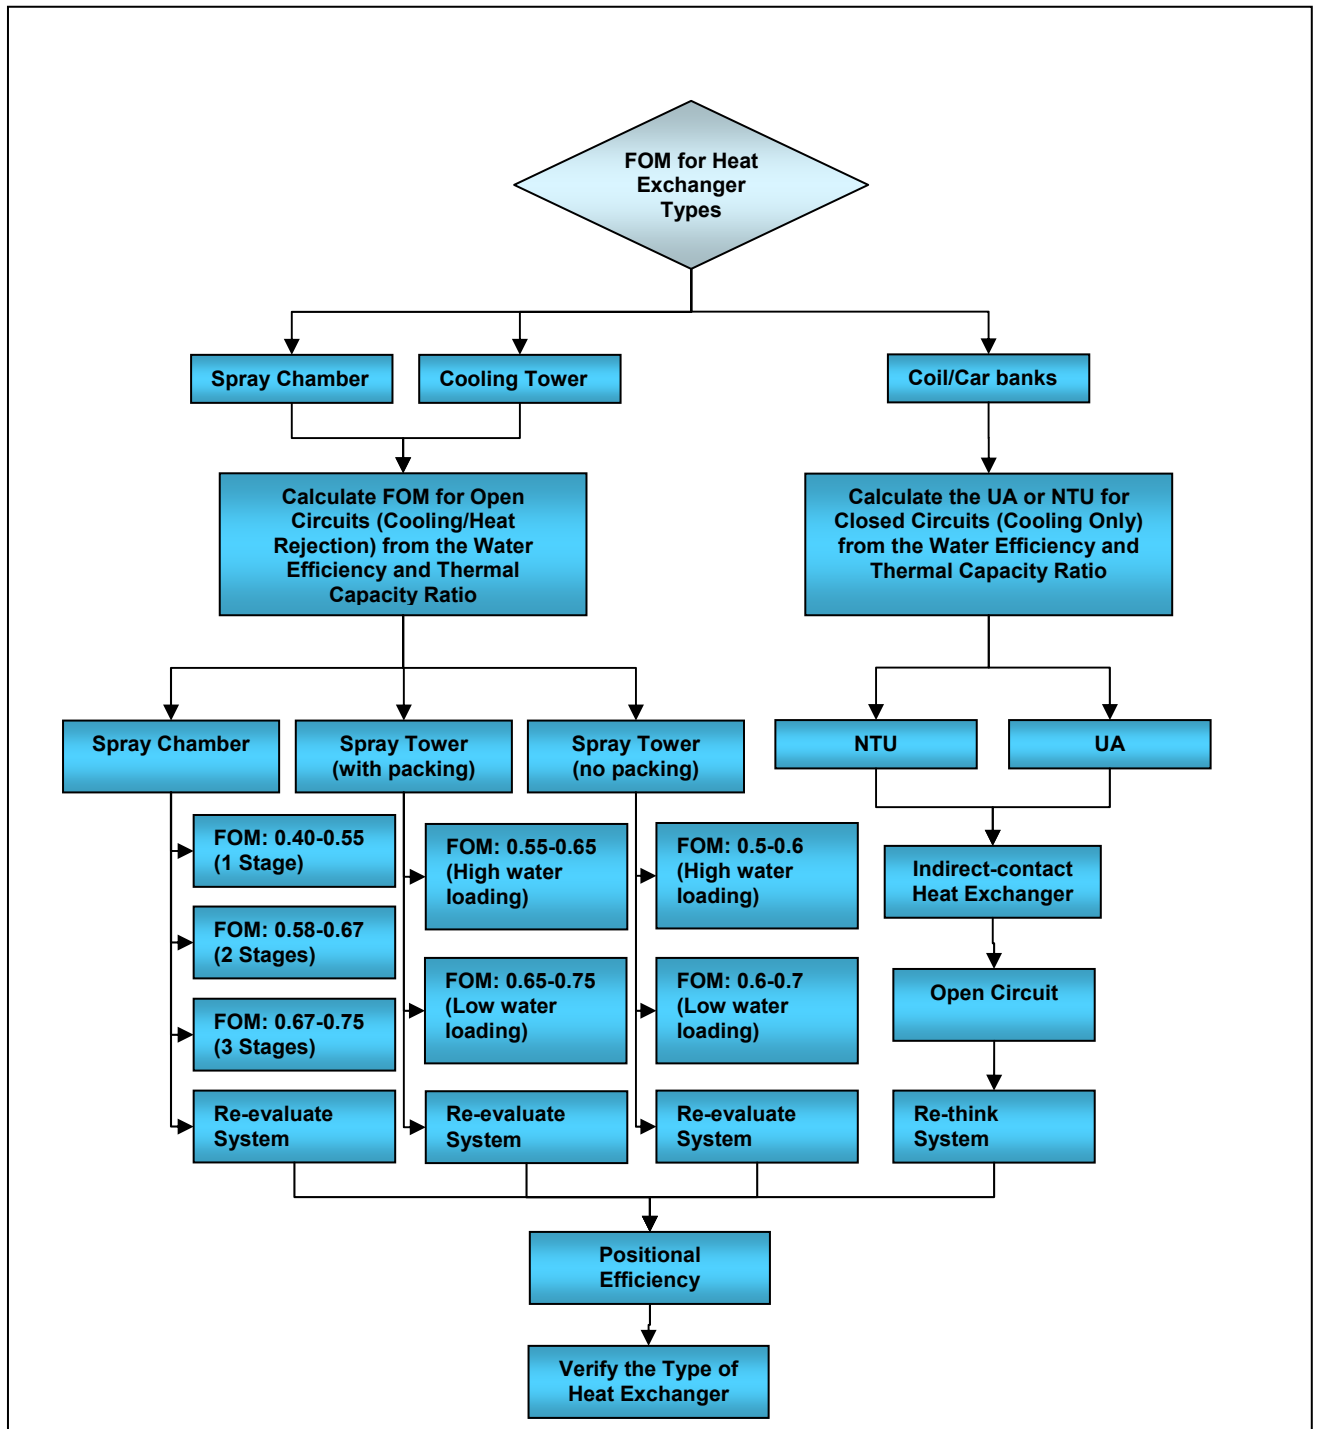 FOM for Heat
Exchanger
Types
Spray Chamber
Cooling Tower
Coil/Car banks
Calculate FOM for Open
Circuits (Cooling/Heat
Rejection) from the Water
Efficiency and Thermal
Capacity Ratio
Calculate the UA or NTU for
Closed Circuits (Cooling Only)
from the Water Efficiency and
Thermal Capacity Ratio
Spray Chamber
Spray Tower
(with packing)
Spray Tower
(no packing)
NTU
UA
FOM: 0.40-0.55
(1 Stage)
FOM: 0.58-0.67
(2 Stages)
FOM: 0.67-0.75
(3 Stages)
Re-evaluate
System
FOM: 0.55-0.65
(High water
loading)
FOM: 0.65-0.75
(Low water
loading)
Re-evaluate
System
FOM: 0.5-0.6
(High water
loading)
FOM: 0.6-0.7
(Low water
loading)
Re-evaluate
System
Indirect-contact
Heat Exchanger
Open Circuit
Re-think
System
Positional
Efficiency
Verify the Type of
Heat Exchanger